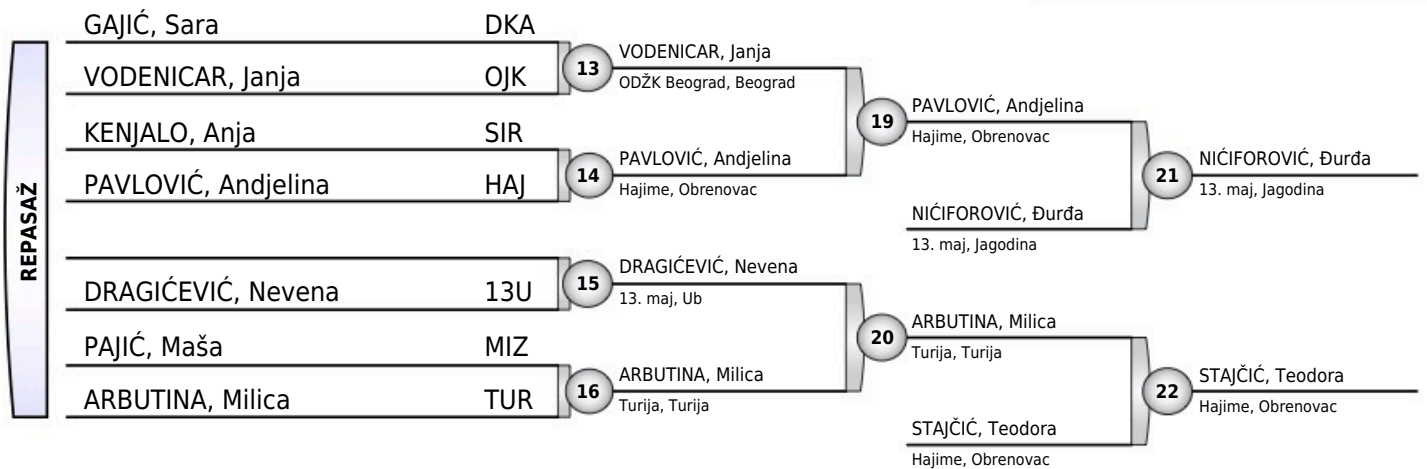 GAJIĆ, Sara DKA
VODENICAR, Janja OJK
KENJALO, Anja SIR
PAVLOVIĆ, Andjelina HAJ
DRAGIĆEVIĆ, Nevena 13U
PAJIĆ, Maša MIZ
ARBUTINA, Milica TUR
REPASAŽ
13
VODENICAR, Janja
ODŽK Beograd, Beograd
14
PAVLOVIĆ, Andjelina
Hajime, Obrenovac
15
DRAGIĆEVIĆ, Nevena
13. maj, Ub
16
ARBUTINA, Milica
Turija, Turija
19
PAVLOVIĆ, Andjelina
Hajime, Obrenovac
NIĆIFOROVIĆ, Đurđa
13. maj, Jagodina
20
ARBUTINA, Milica
Turija, Turija
STAJČIĆ, Teodora
Hajime, Obrenovac
21
NIĆIFOROVIĆ, Đurđa
13. maj, Jagodina
22
STAJČIĆ, Teodora
Hajime, Obrenovac